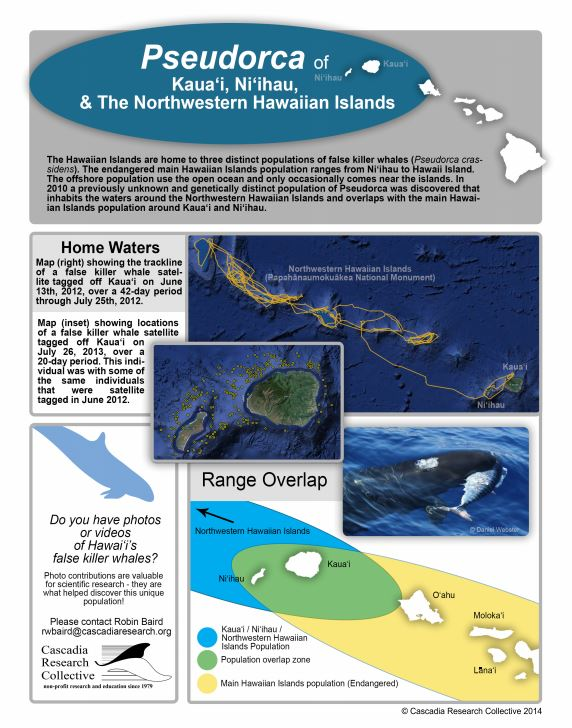 Pseudorca of
Kaua‘i, Ni‘ihau,
& The Northwestern Hawaiian Islands
Ni‘ihau
Kaua‘i
The Hawaiian Islands are home to three distinct populations of false killer whales (Pseudorca cras-
sidens). The endangered main Hawaiian Islands population ranges from Ni‘ihau to Hawaii Island.
The offshore population use the open ocean and only occasionally comes near the islands. In
2010 a previously unknown and genetically distinct population of Pseudorca was discovered that
inhabits the waters around the Northwestern Hawaiian Islands and overlaps with the main Hawai-
ian Islands population around Kaua‘i and Ni‘ihau.
Home Waters
Map (right) showing the trackline
of a false killer whale satel-
lite tagged off Kaua‘i on June
13th, 2012, over a 42-day period
through July 25th, 2012.
Map (inset) showing locations
of a false killer whale satellite
tagged off Kaua‘i on
July 26, 2013, over a
20-day period. This indi-
vidual was with some of
the same individuals
that were satellite
tagged in June 2012.
Northwestern Hawaiian Islands
(Papahānaumokuākea National Monument)
Kaua‘i
Ni‘ihau
© Daniel Webster
Do you have photos
or videos
of Hawai‘i’s
false killer whales?
Photo contributions are valuable
for scientific research - they are
what helped discover this unique
population!
Please contact Robin Baird
rwbaird@cascadiaresearch.org
Cascadia
Research
Collective
non-profit research and education since 1979
Range Overlap
Northwestern Hawaiian Islands
Kaua‘i
Ni‘ihau
O‘ahu
Moloka‘i
Lāna‘i
Kaua‘i / Ni‘ihau /
Northwestern Hawaiian
Islands Population
Population overlap zone
Main Hawaiian Islands population (Endangered)
© Cascadia Research Collective 2014